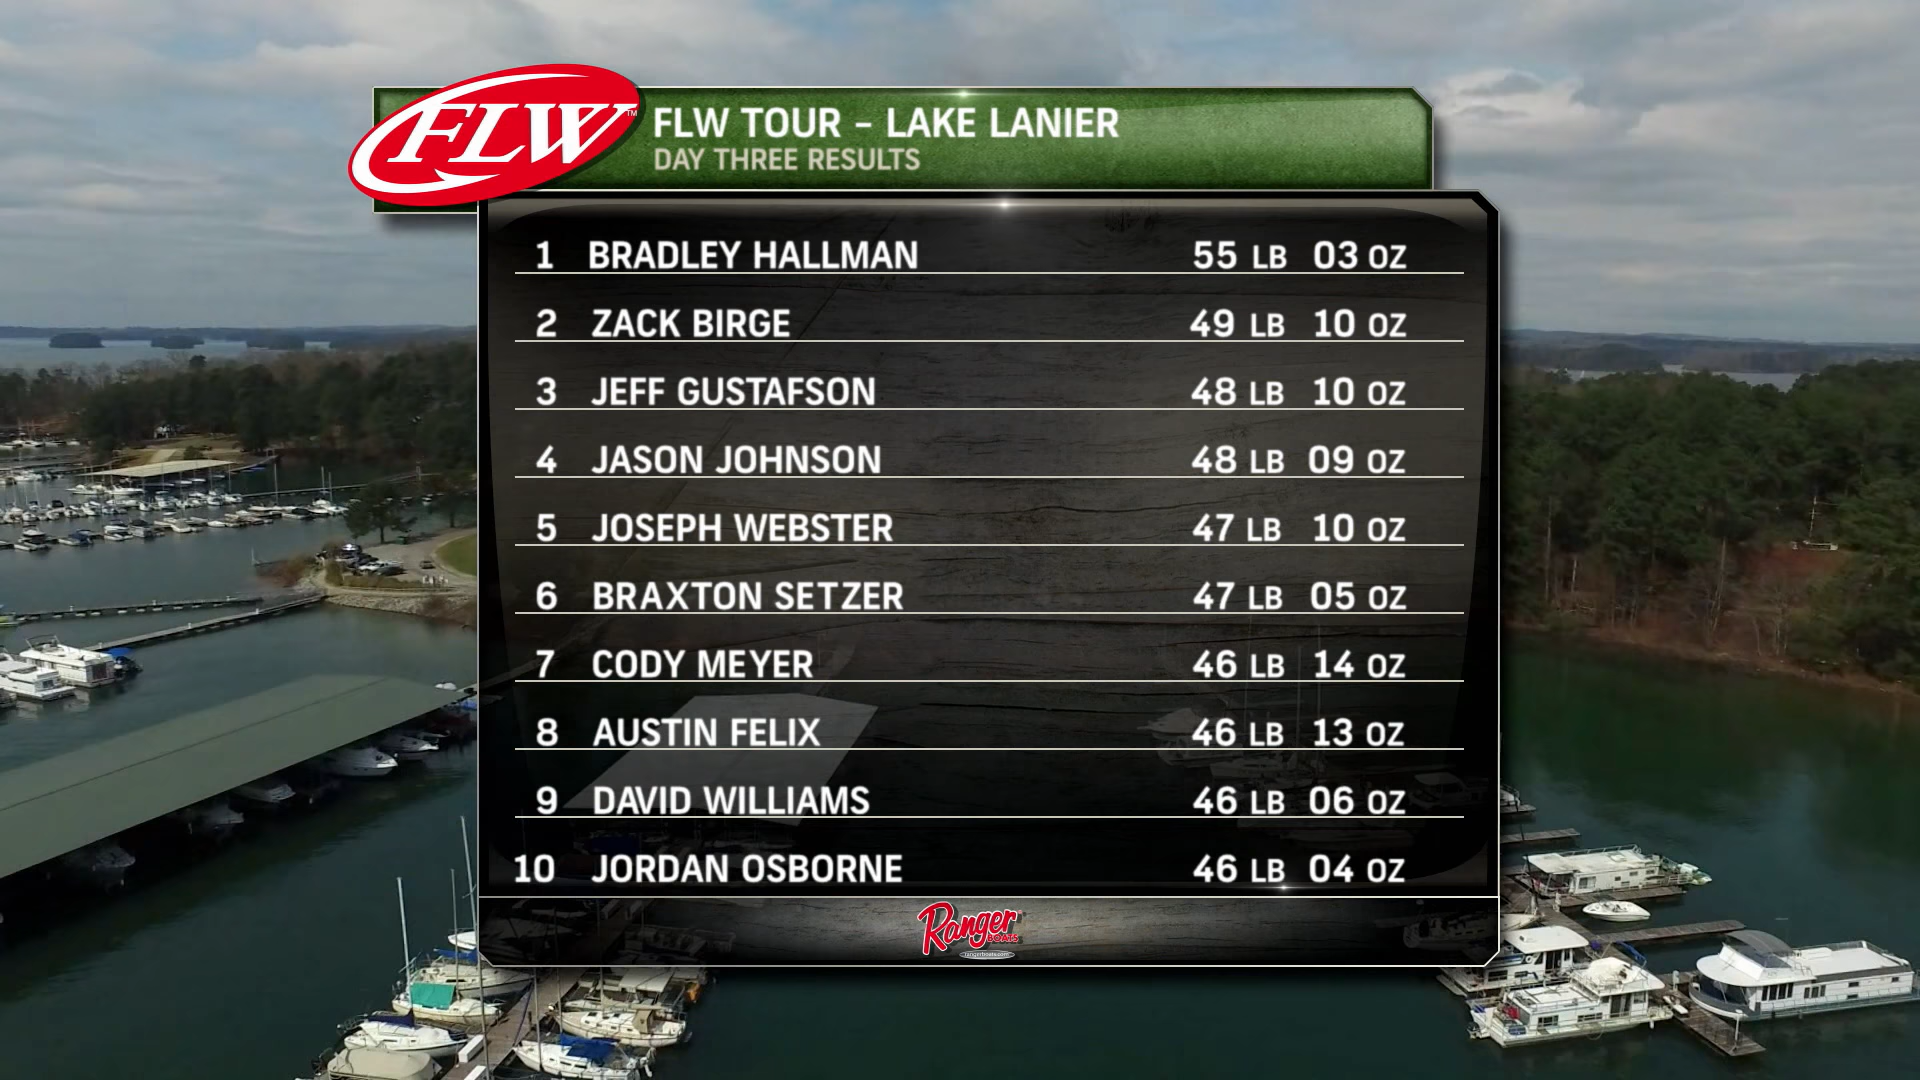 FLW™
FLW TOUR – LAKE LANIER
DAY THREE RESULTS
1 BRADLEY HALLMAN 55 LB 03 OZ
2 ZACK BIRGE 49 LB 10 OZ
3 JEFF GUSTAFSON 48 LB 10 OZ
4 JASON JOHNSON 48 LB 09 OZ
5 JOSEPH WEBSTER 47 LB 10 OZ
6 BRAXTON SETZER 47 LB 05 OZ
7 CODY MEYER 46 LB 14 OZ
8 AUSTIN FELIX 46 LB 13 OZ
9 DAVID WILLIAMS 46 LB 06 OZ
10 JORDAN OSBORNE 46 LB 04 OZ
Ranger
BOATS
rangerboats.com